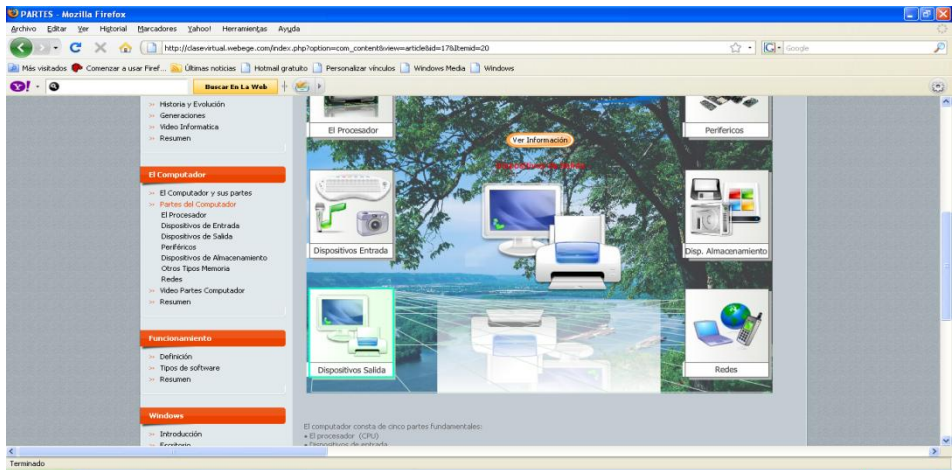 PARTES - Mozilla Firefox
Archivo Editar Ver Historial Marcadores Yahoo! Herramientas Ayuda
http://clasevirtual.webege.com/index.php?option=com_content&view=article&id=17&Itemid=20
Google
Más visitados Comenzar a usar Firef... Últimas noticias Hotmail gratuito Personalizar vínculos Windows Media Windows
Buscar En La Web
Historia y Evolución
Generaciones
Video Informatica
Resumen
El Computador
El Computador y sus partes
Partes del Computador
El Procesador
Dispositivos de Entrada
Dispositivos de Salida
Periféricos
Dispositivos de Almacenamiento
Otros Tipos Memoria
Redes
Video Partes Computador
Resumen
Funcionamiento
Definición
Tipos de software
Resumen
Windows
Introducción
Escritorio
El Procesador
Ver Información
Perifericos
Dispositivos Entrada
Disp. Almacenamiento
Dispositivos Salida
Redes
El computador consta de cinco partes fundamentales:
• El procesador (CPU)
• Dispositivos de entrada
Terminado